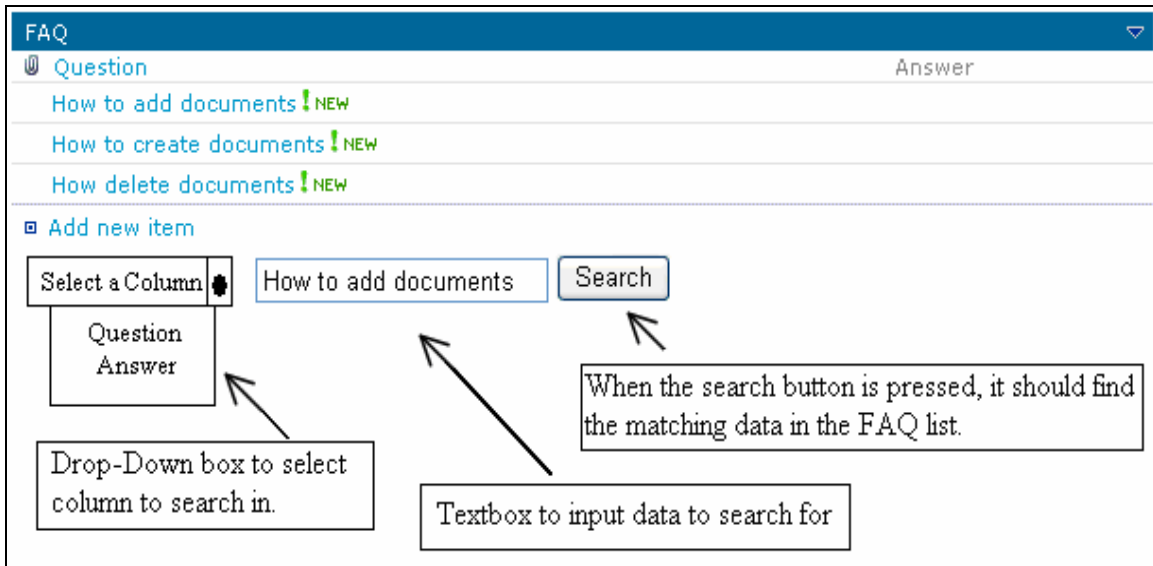 FAQ
Question Answer
How to add documents ! NEW
How to create documents ! NEW
How delete documents ! NEW
Add new item
Select a Column How to add documents Search
Question
Answer
When the search button is pressed, it should find
the matching data in the FAQ list.
Drop-Down box to select
column to search in.
Textbox to input data to search for